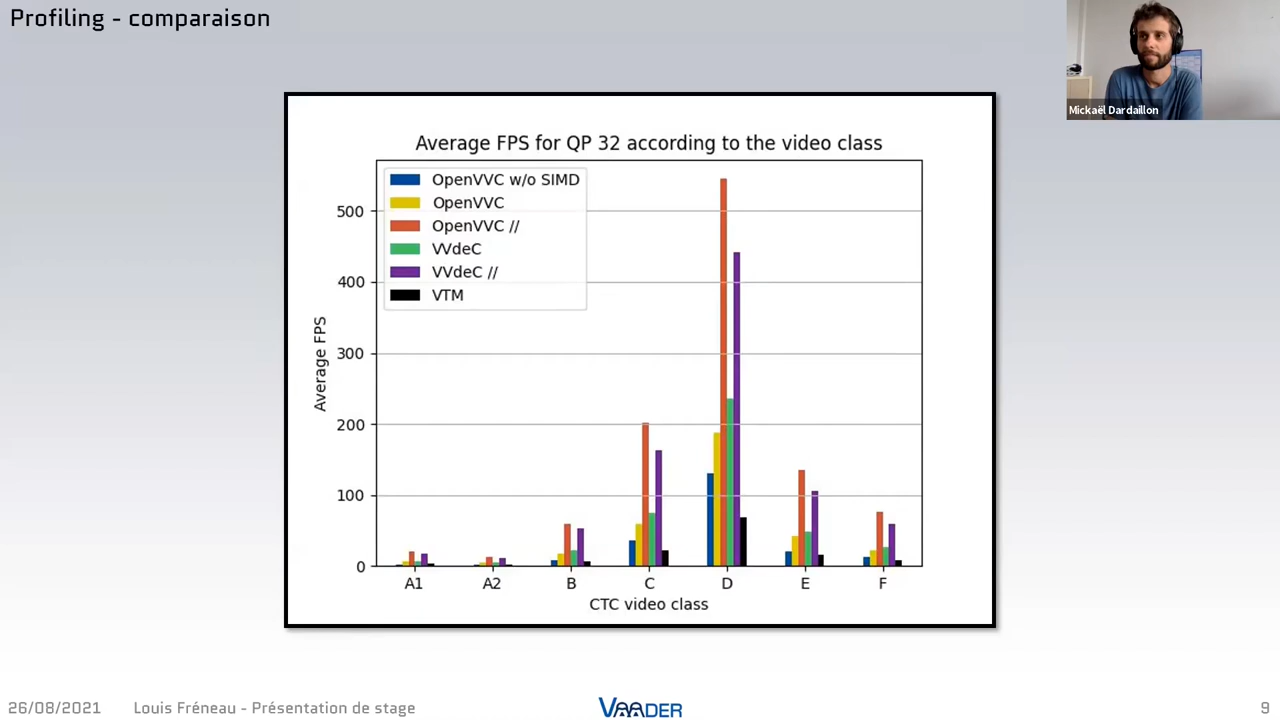 Profiling - comparaison
Mickaël Dardaillon
Average FPS for QP 32 according to the video class
OpenVVC w/o SIMD
OpenVVC
OpenVVC //
VVdeC
VVdeC //
VTM
500
400
300
200
100
0
Average FPS
A1 A2 B C D E F
CTC video class
26/08/2021 Louis Fréneau - Présentation de stage VAADER 9